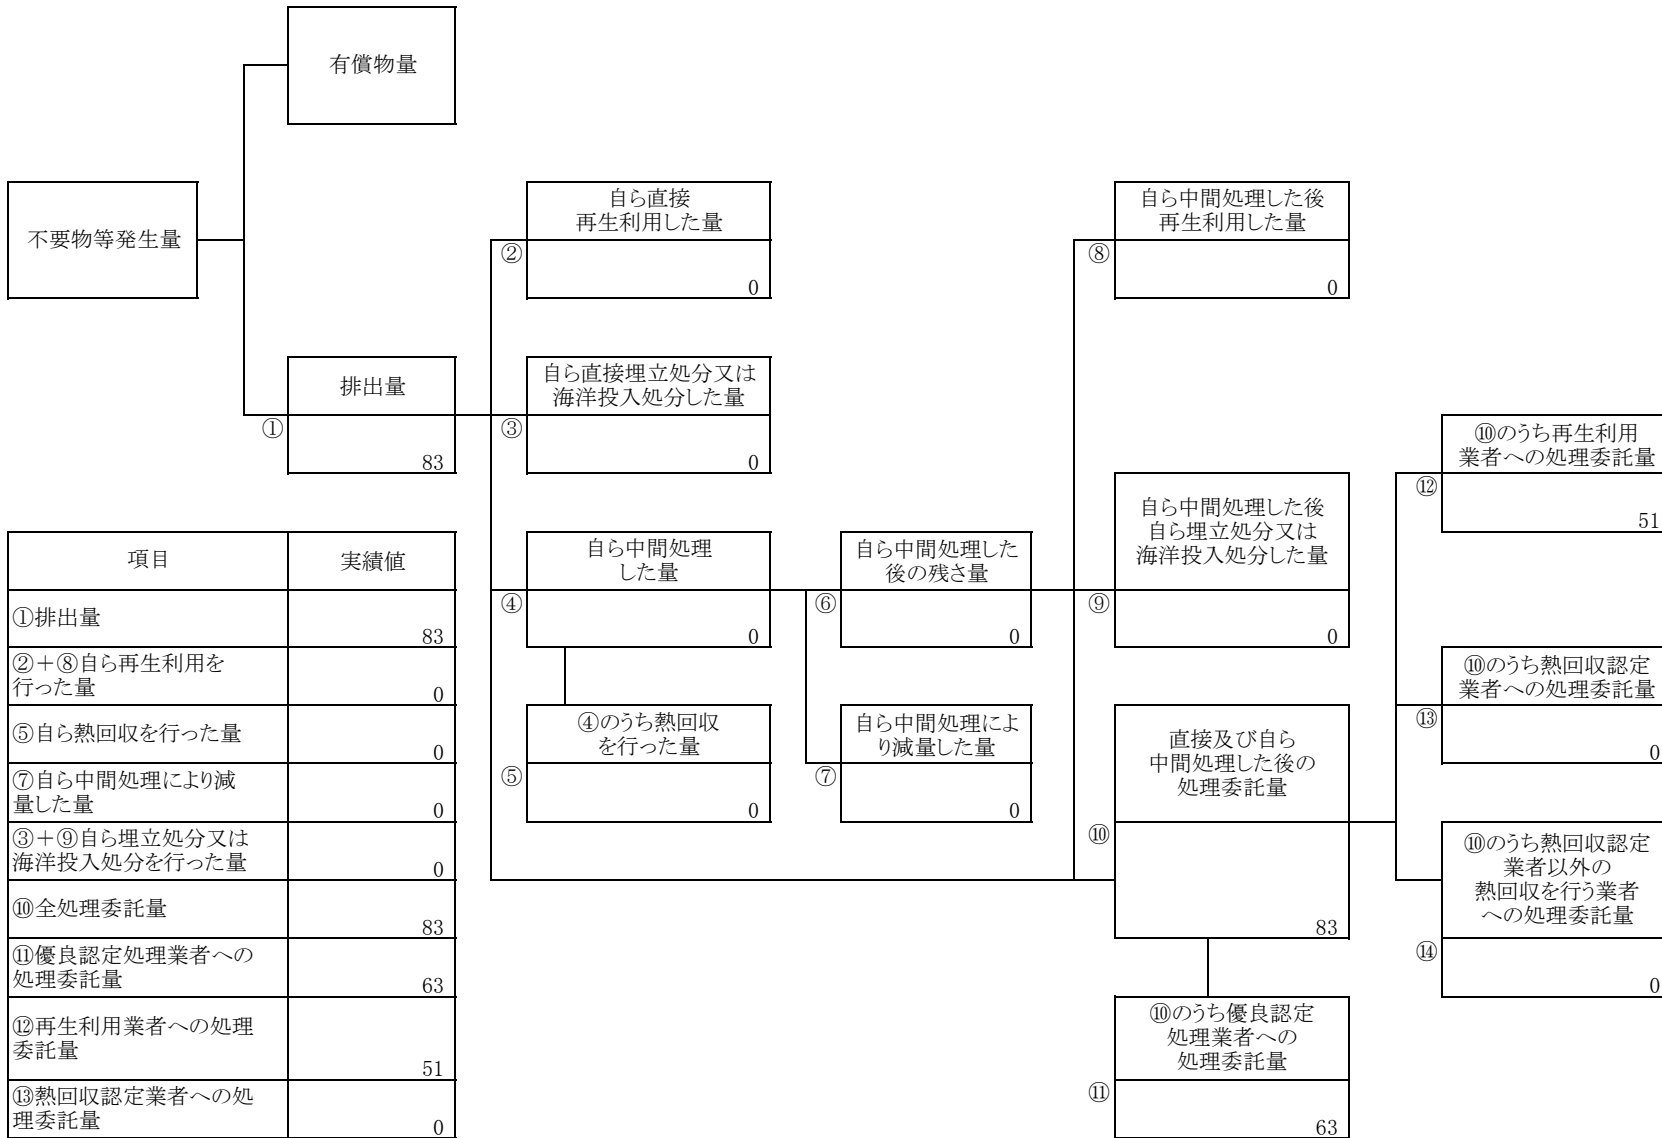 有償物量
不要物等発生量
自ら直接
再生利用した量
②
0
自ら中間処理した後
再生利用した量
⑧
0
排出量
①
83
自ら直接埋立処分又は
海洋投入処分した量
③
0
⑩のうち再生利用
業者への処理委託量
⑫
51
自ら中間処理
した量
④
0
自ら中間処理した
後の残さ量
⑥
0
自ら中間処理した後
自ら埋立処分又は
海洋投入処分した量
⑨
0
⑩のうち熱回収認定
業者への処理委託量
⑬
0
④のうち熱回収
を行った量
⑤
0
自ら中間処理によ
り減量した量
⑦
0
直接及び自ら
中間処理した後の
処理委託量
⑩
83
⑩のうち熱回収認定
業者以外の
熱回収を行う業者
への処理委託量
⑭
0
⑩のうち優良認定
処理業者への
処理委託量
⑪
63
項目 実績値
①排出量
83
②＋⑧自ら再生利用を
行った量
0
⑤自ら熱回収を行った量
0
⑦自ら中間処理により減
量した量
0
③＋⑨自ら埋立処分又は
海洋投入処分を行った量
0
⑩全処理委託量
83
⑪優良認定処理業者への
処理委託量
63
⑫再生利用業者への処理
委託量
51
⑬熱回収認定業者への処
理委託量
0